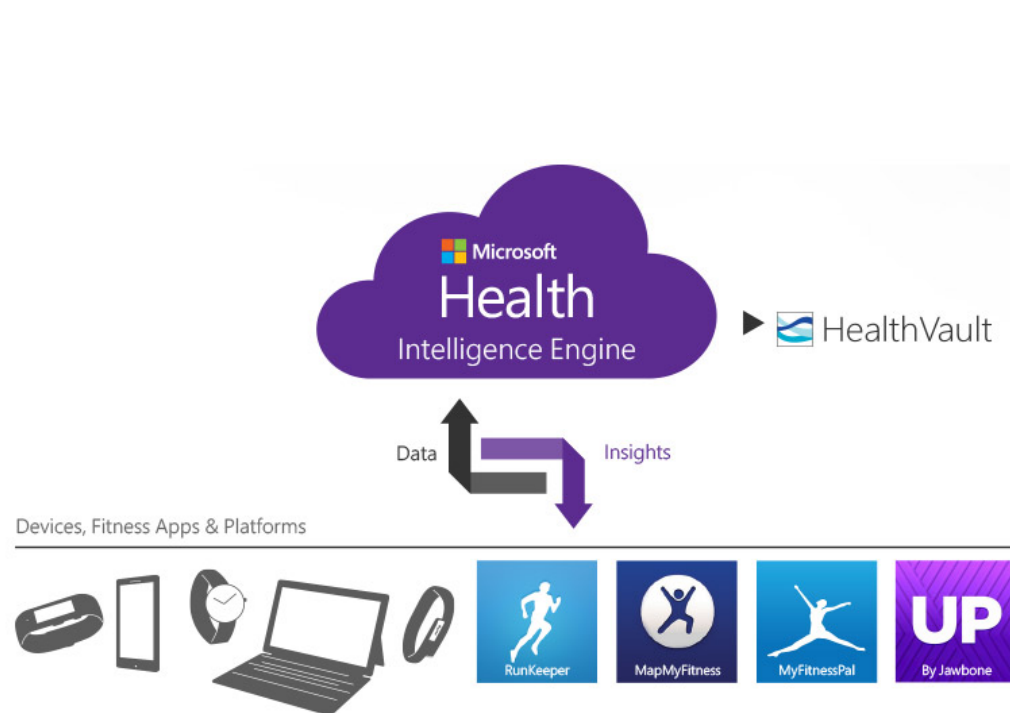 Microsoft
Health
Intelligence Engine
HealthVault
Data
Insights
Devices, Fitness Apps & Platforms
RunKeeper
MapMyFitness
MyFitnessPal
UP
By Jawbone